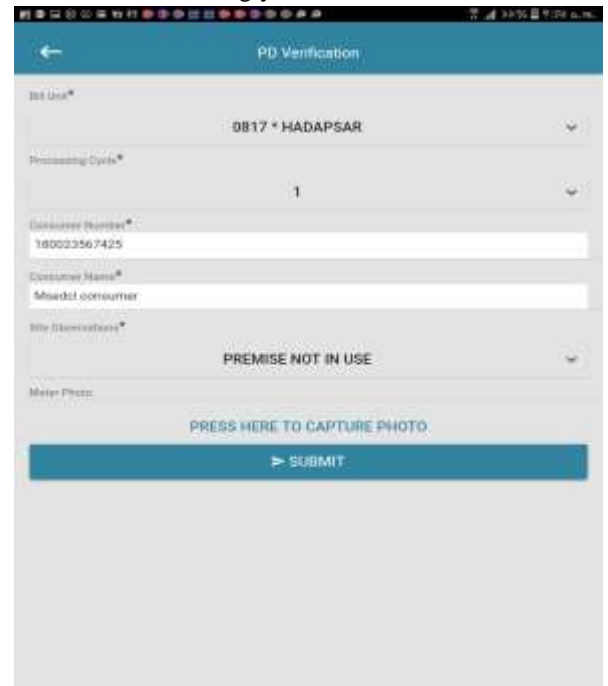 PD Verification
Bill Unit*
0817 * HADAPSAR
Processing Cycle*
1
Consumer Number*
180023567425
Consumer Name*
Msedcl consumer
Site Observations*
PREMISE NOT IN USE
Meter Photo
PRESS HERE TO CAPTURE PHOTO
SUBMIT